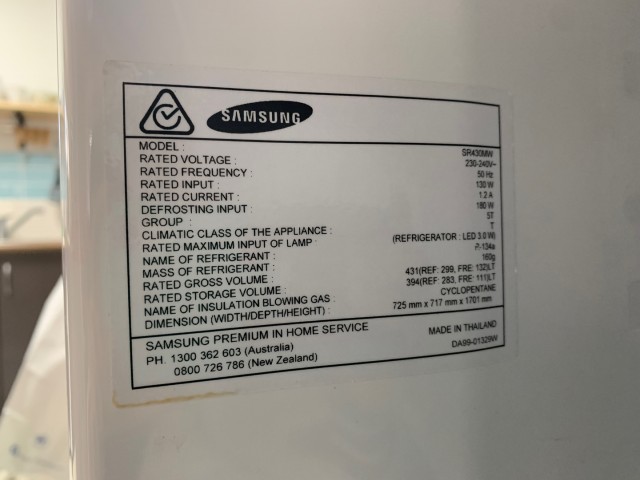 SAMSUNG
MODEL : SR430MW
RATED VOLTAGE : 230-240V~
RATED FREQUENCY : 50 Hz
RATED INPUT : 130 W
RATED CURRENT : 1.2 A
DEFROSTING INPUT : 180 W
GROUP : 5T
CLIMATIC CLASS OF THE APPLIANCE : T
RATED MAXIMUM INPUT OF LAMP : (REFRIGERATOR : LED 3.0 W)
NAME OF REFRIGERANT : R-134a
MASS OF REFRIGERANT : 160g
RATED GROSS VOLUME : 431(REF: 299, FRE: 132)LT
RATED STORAGE VOLUME : 394(REF: 283, FRE: 111)LT
NAME OF INSULATION BLOWING GAS : CYCLOPENTANE
DIMENSION (WIDTH/DEPTH/HEIGHT) : 725 mm x 717 mm x 1701 mm
SAMSUNG PREMIUM IN HOME SERVICE MADE IN THAILAND
PH. 1300 362 603 (Australia) DA99-01329W
0800 726 786 (New Zealand)